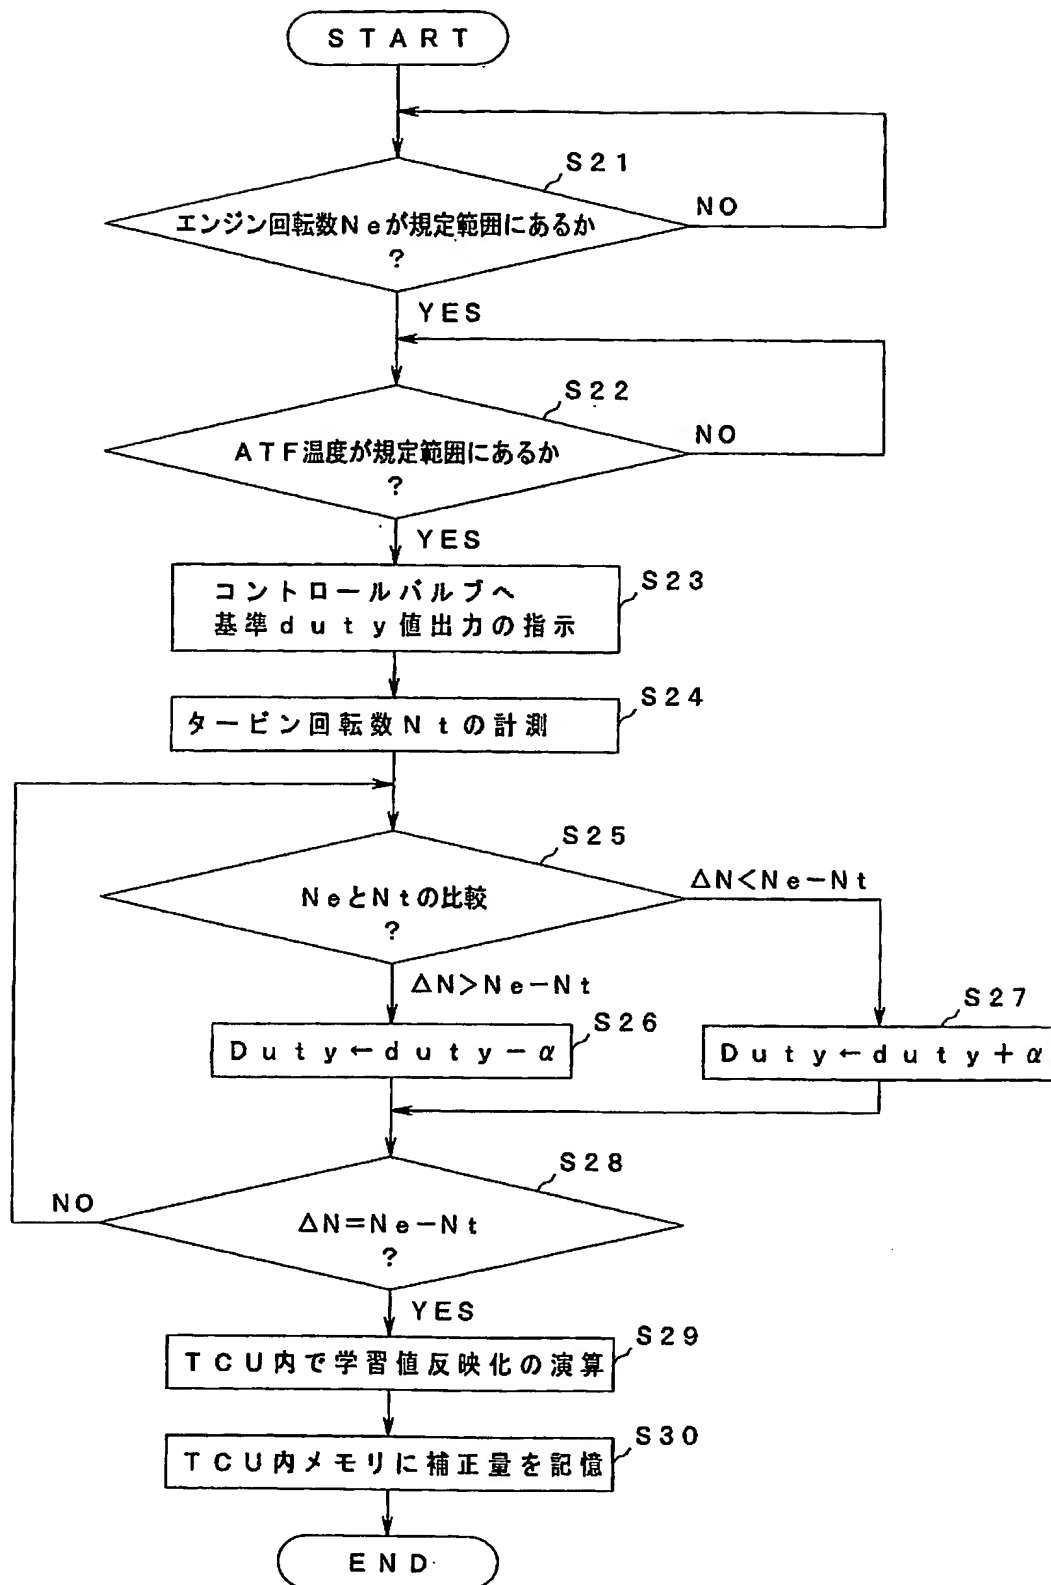 START
S21
エンジン回転数Neが規定範囲にあるか
?
NO
YES
S22
ATF温度が規定範囲にあるか
?
NO
YES
S23
コントロールバルブへ
基準duty値出力の指示
S24
タービン回転数Ntの計測
S25
NeとNtの比較
?
ΔN<Ne-Nt
ΔN>Ne-Nt
S26
Duty←duty-α
S27
Duty←duty+α
S28
ΔN=Ne-Nt
?
NO
YES
S29
TCU内で学習値反映化の演算
S30
TCU内メモリに補正量を記憶
END